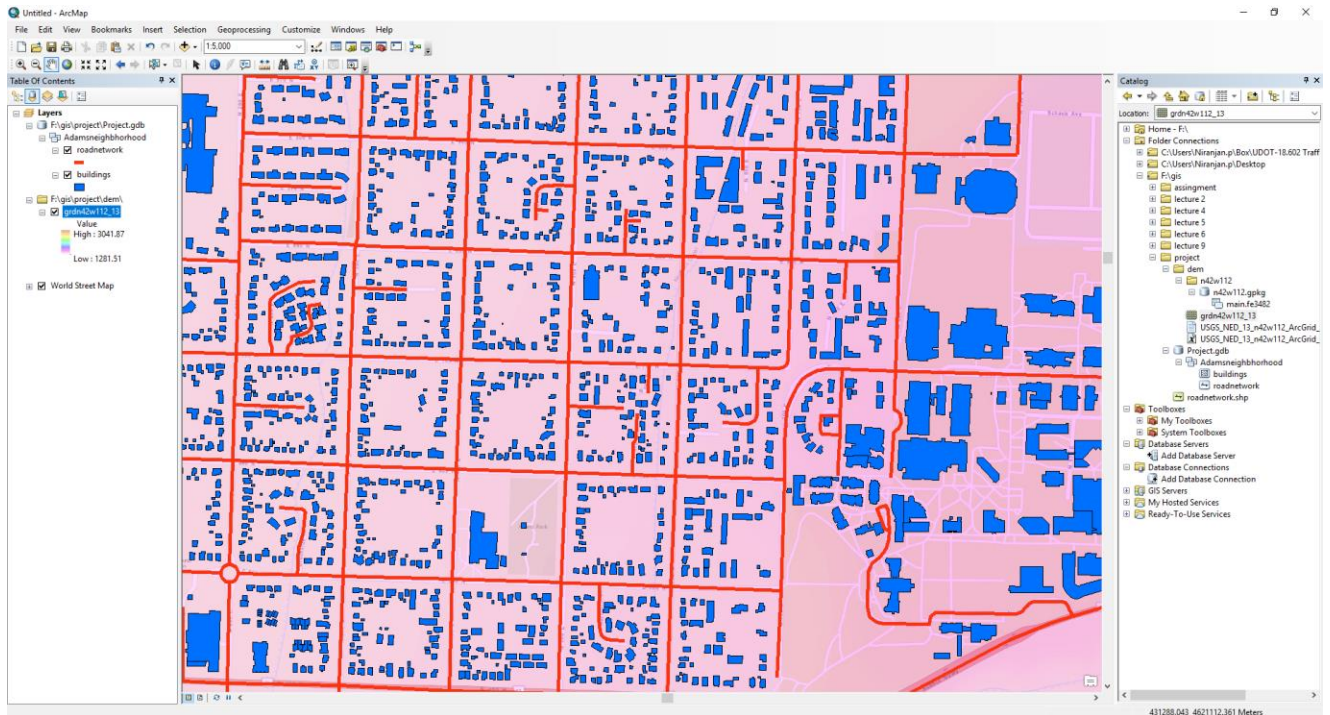 Untitled - ArcMap
File Edit View Bookmarks Insert Selection Geoprocessing Customize Windows Help
1:5,000
Table Of Contents
Layers
F:\gis\project\Project.gdb
Adamsneighbhorhood
roadnetwork
buildings
F:\gis\project\dem\
grdn42w112_13
Value
High : 3041.87
Low : 1281.51
World Street Map
Catalog
Location: grdn42w112_13
Home - F:\
Folder Connections
C:\Users\Niranjan.p\Box\UDOT-18.602 Traff
C:\Users\Niranjan.p\Desktop
F:\gis
assingment
lecture 2
lecture 4
lecture 5
lecture 6
lecture 9
project
dem
n42w112
n42w112.gpkg
main.fe3482
grdn42w112_13
USGS_NED_13_n42w112_ArcGrid_
USGS_NED_13_n42w112_ArcGrid_
Project.gdb
Adamsneighbhorhood
buildings
roadnetwork
roadnetwork.shp
Toolboxes
My Toolboxes
System Toolboxes
Database Servers
Add Database Server
Database Connections
Add Database Connection
GIS Servers
My Hosted Services
Ready-To-Use Services
431288.043 4621112.361 Meters